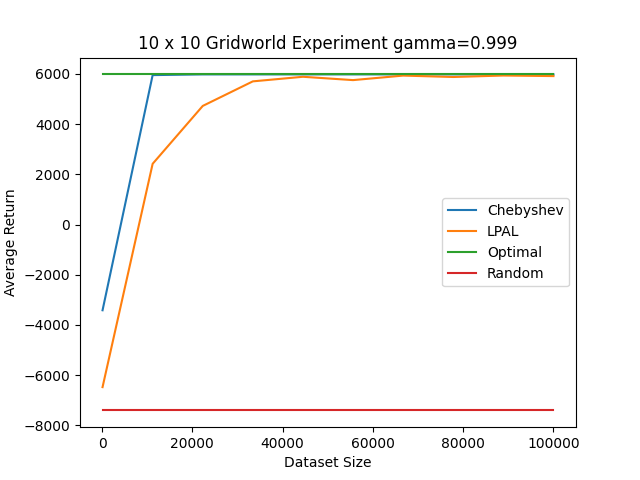 10 x 10 Gridworld Experiment gamma=0.999
6000
4000
2000
0
−2000
−4000
−6000
−8000
Average Return
Chebyshev
LPAL
Optimal
Random
0 20000 40000 60000 80000 100000
Dataset Size